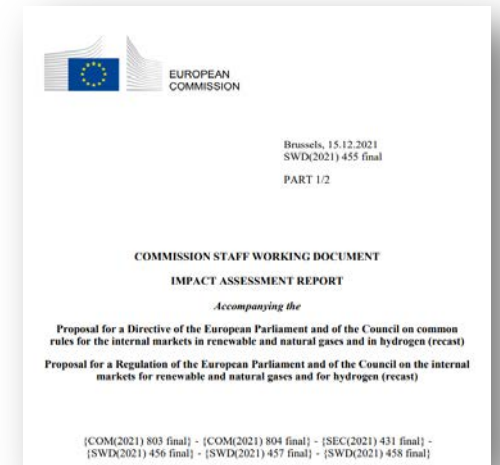 EUROPEAN
COMMISSION
Brussels, 15.12.2021
SWD(2021) 455 final
PART 1/2
COMMISSION STAFF WORKING DOCUMENT
IMPACT ASSESSMENT REPORT
Accompanying the
Proposal for a Directive of the European Parliament and of the Council on common
rules for the internal markets in renewable and natural gases and in hydrogen (recast)
Proposal for a Regulation of the European Parliament and of the Council on the internal
markets for renewable and natural gases and for hydrogen (recast)
{COM(2021) 803 final} - {COM(2021) 804 final} - {SEC(2021) 431 final} -
{SWD(2021) 456 final} - {SWD(2021) 457 final} - {SWD(2021) 458 final}